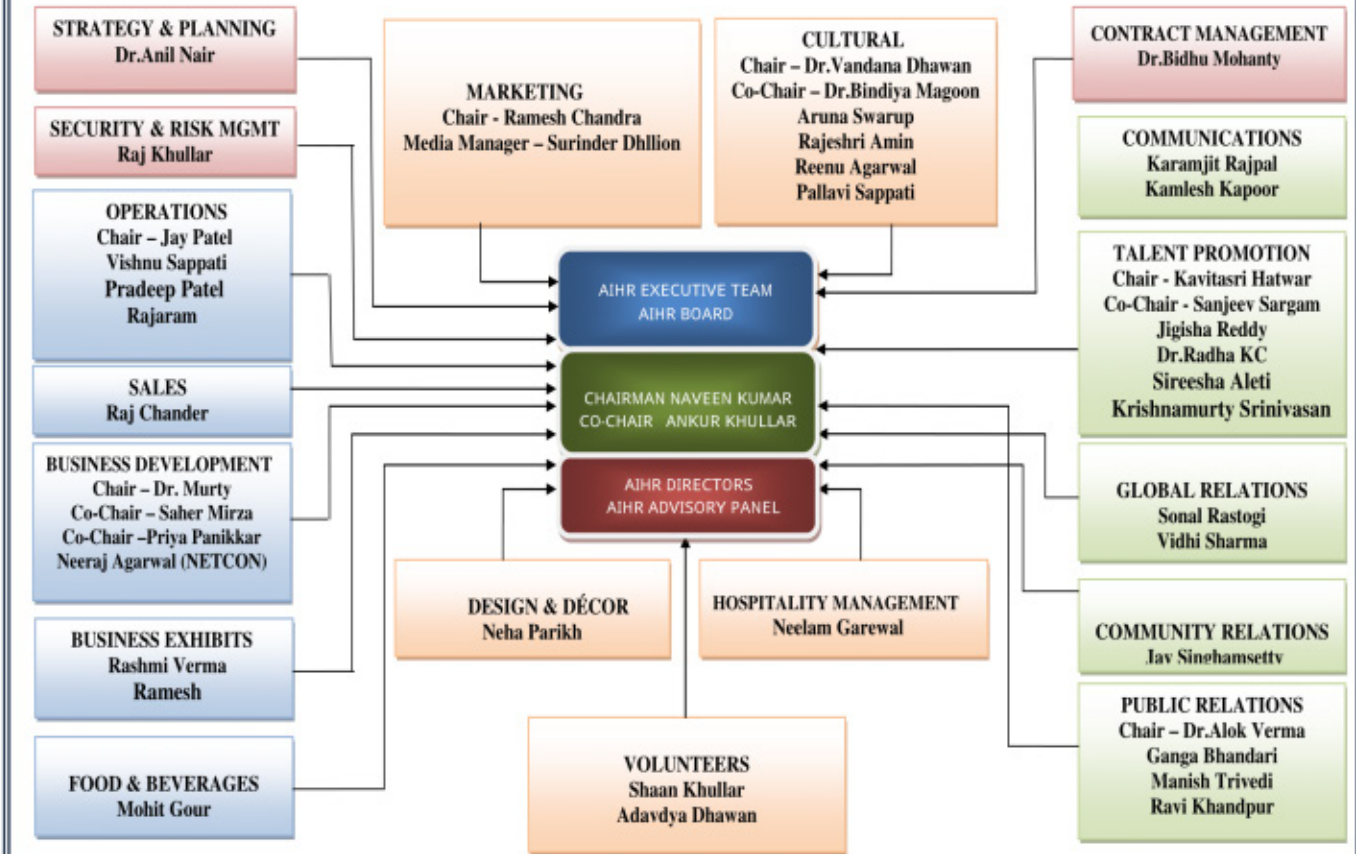 STRATEGY & PLANNING
Dr.Anil Nair
SECURITY & RISK MGMT
Raj Khullar
OPERATIONS
Chair – Jay Patel
Vishnu Sappati
Pradeep Patel
Rajaram
SALES
Raj Chander
BUSINESS DEVELOPMENT
Chair – Dr. Murty
Co-Chair – Saher Mirza
Co-Chair –Priya Panikkar
Neeraj Agarwal (NETCON)
BUSINESS EXHIBITS
Rashmi Verma
Ramesh
FOOD & BEVERAGES
Mohit Gour
MARKETING
Chair - Ramesh Chandra
Media Manager – Surinder Dhllion
CULTURAL
Chair – Dr.Vandana Dhawan
Co-Chair – Dr.Bindiya Magoon
Aruna Swarup
Rajeshri Amin
Reenu Agarwal
Pallavi Sappati
AIHR EXECUTIVE TEAM
AIHR BOARD
CHAIRMAN NAVEEN KUMAR
CO-CHAIR ANKUR KHULLAR
AIHR DIRECTORS
AIHR ADVISORY PANEL
DESIGN & DÉCOR
Neha Parikh
HOSPITALITY MANAGEMENT
Neelam Garewal
VOLUNTEERS
Shaan Khullar
Adavdya Dhawan
CONTRACT MANAGEMENT
Dr.Bidhu Mohanty
COMMUNICATIONS
Karamjit Rajpal
Kamlesh Kapoor
TALENT PROMOTION
Chair - Kavitasri Hatwar
Co-Chair - Sanjeev Sargam
Jigisha Reddy
Dr.Radha KC
Sireesha Aleti
Krishnamurty Srinivasan
GLOBAL RELATIONS
Sonal Rastogi
Vidhi Sharma
COMMUNITY RELATIONS
Jay Singhamsetty
PUBLIC RELATIONS
Chair – Dr.Alok Verma
Ganga Bhandari
Manish Trivedi
Ravi Khandpur